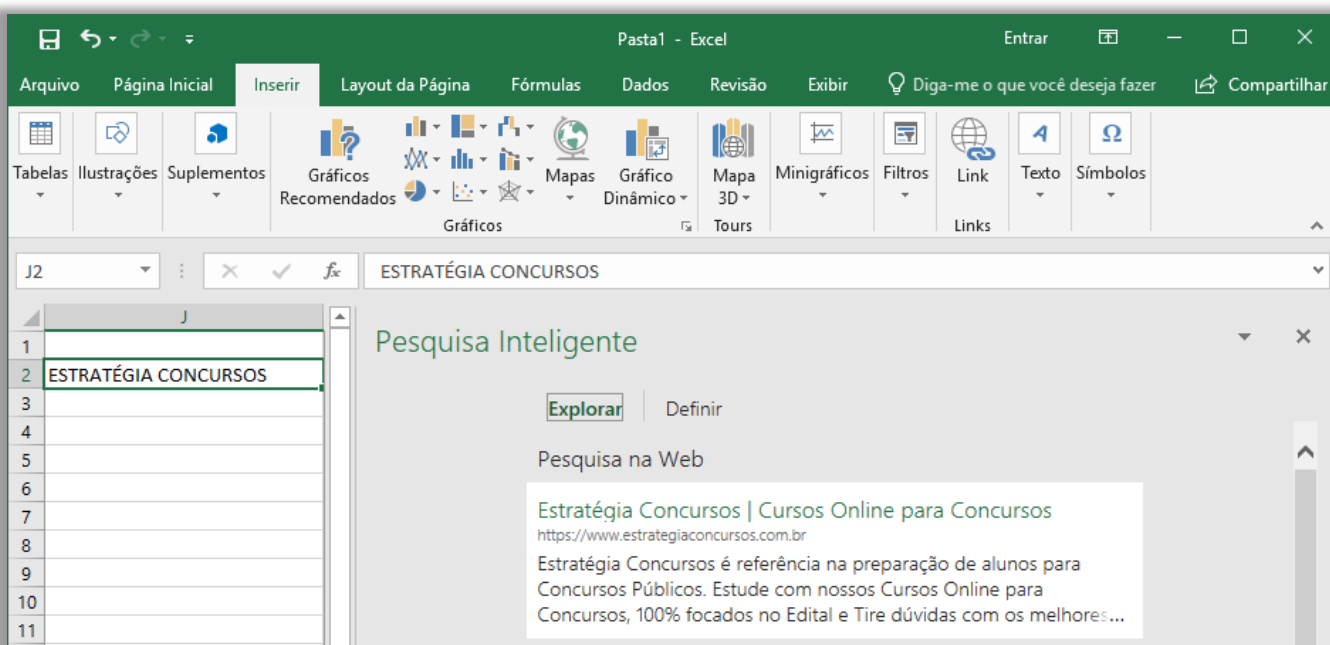 Pasta1 - Excel
Entrar
Arquivo Página Inicial Inserir Layout da Página Fórmulas Dados Revisão Exibir Diga-me o que você deseja fazer Compartilhar
Tabelas Ilustrações Suplementos Gráficos Recomendados Mapas Gráfico Dinâmico Mapa 3D Minigráficos Filtros Link Texto Símbolos
Gráficos Tours Links
J2 fx ESTRATÉGIA CONCURSOS
J
1
2 ESTRATÉGIA CONCURSOS
3
4
5
6
7
8
9
10
11
Pesquisa Inteligente
Explorar Definir
Pesquisa na Web
Estratégia Concursos | Cursos Online para Concursos
https://www.estrategiaconcursos.com.br
Estratégia Concursos é referência na preparação de alunos para
Concursos Públicos. Estude com nossos Cursos Online para
Concursos, 100% focados no Edital e Tire dúvidas com os melhores...